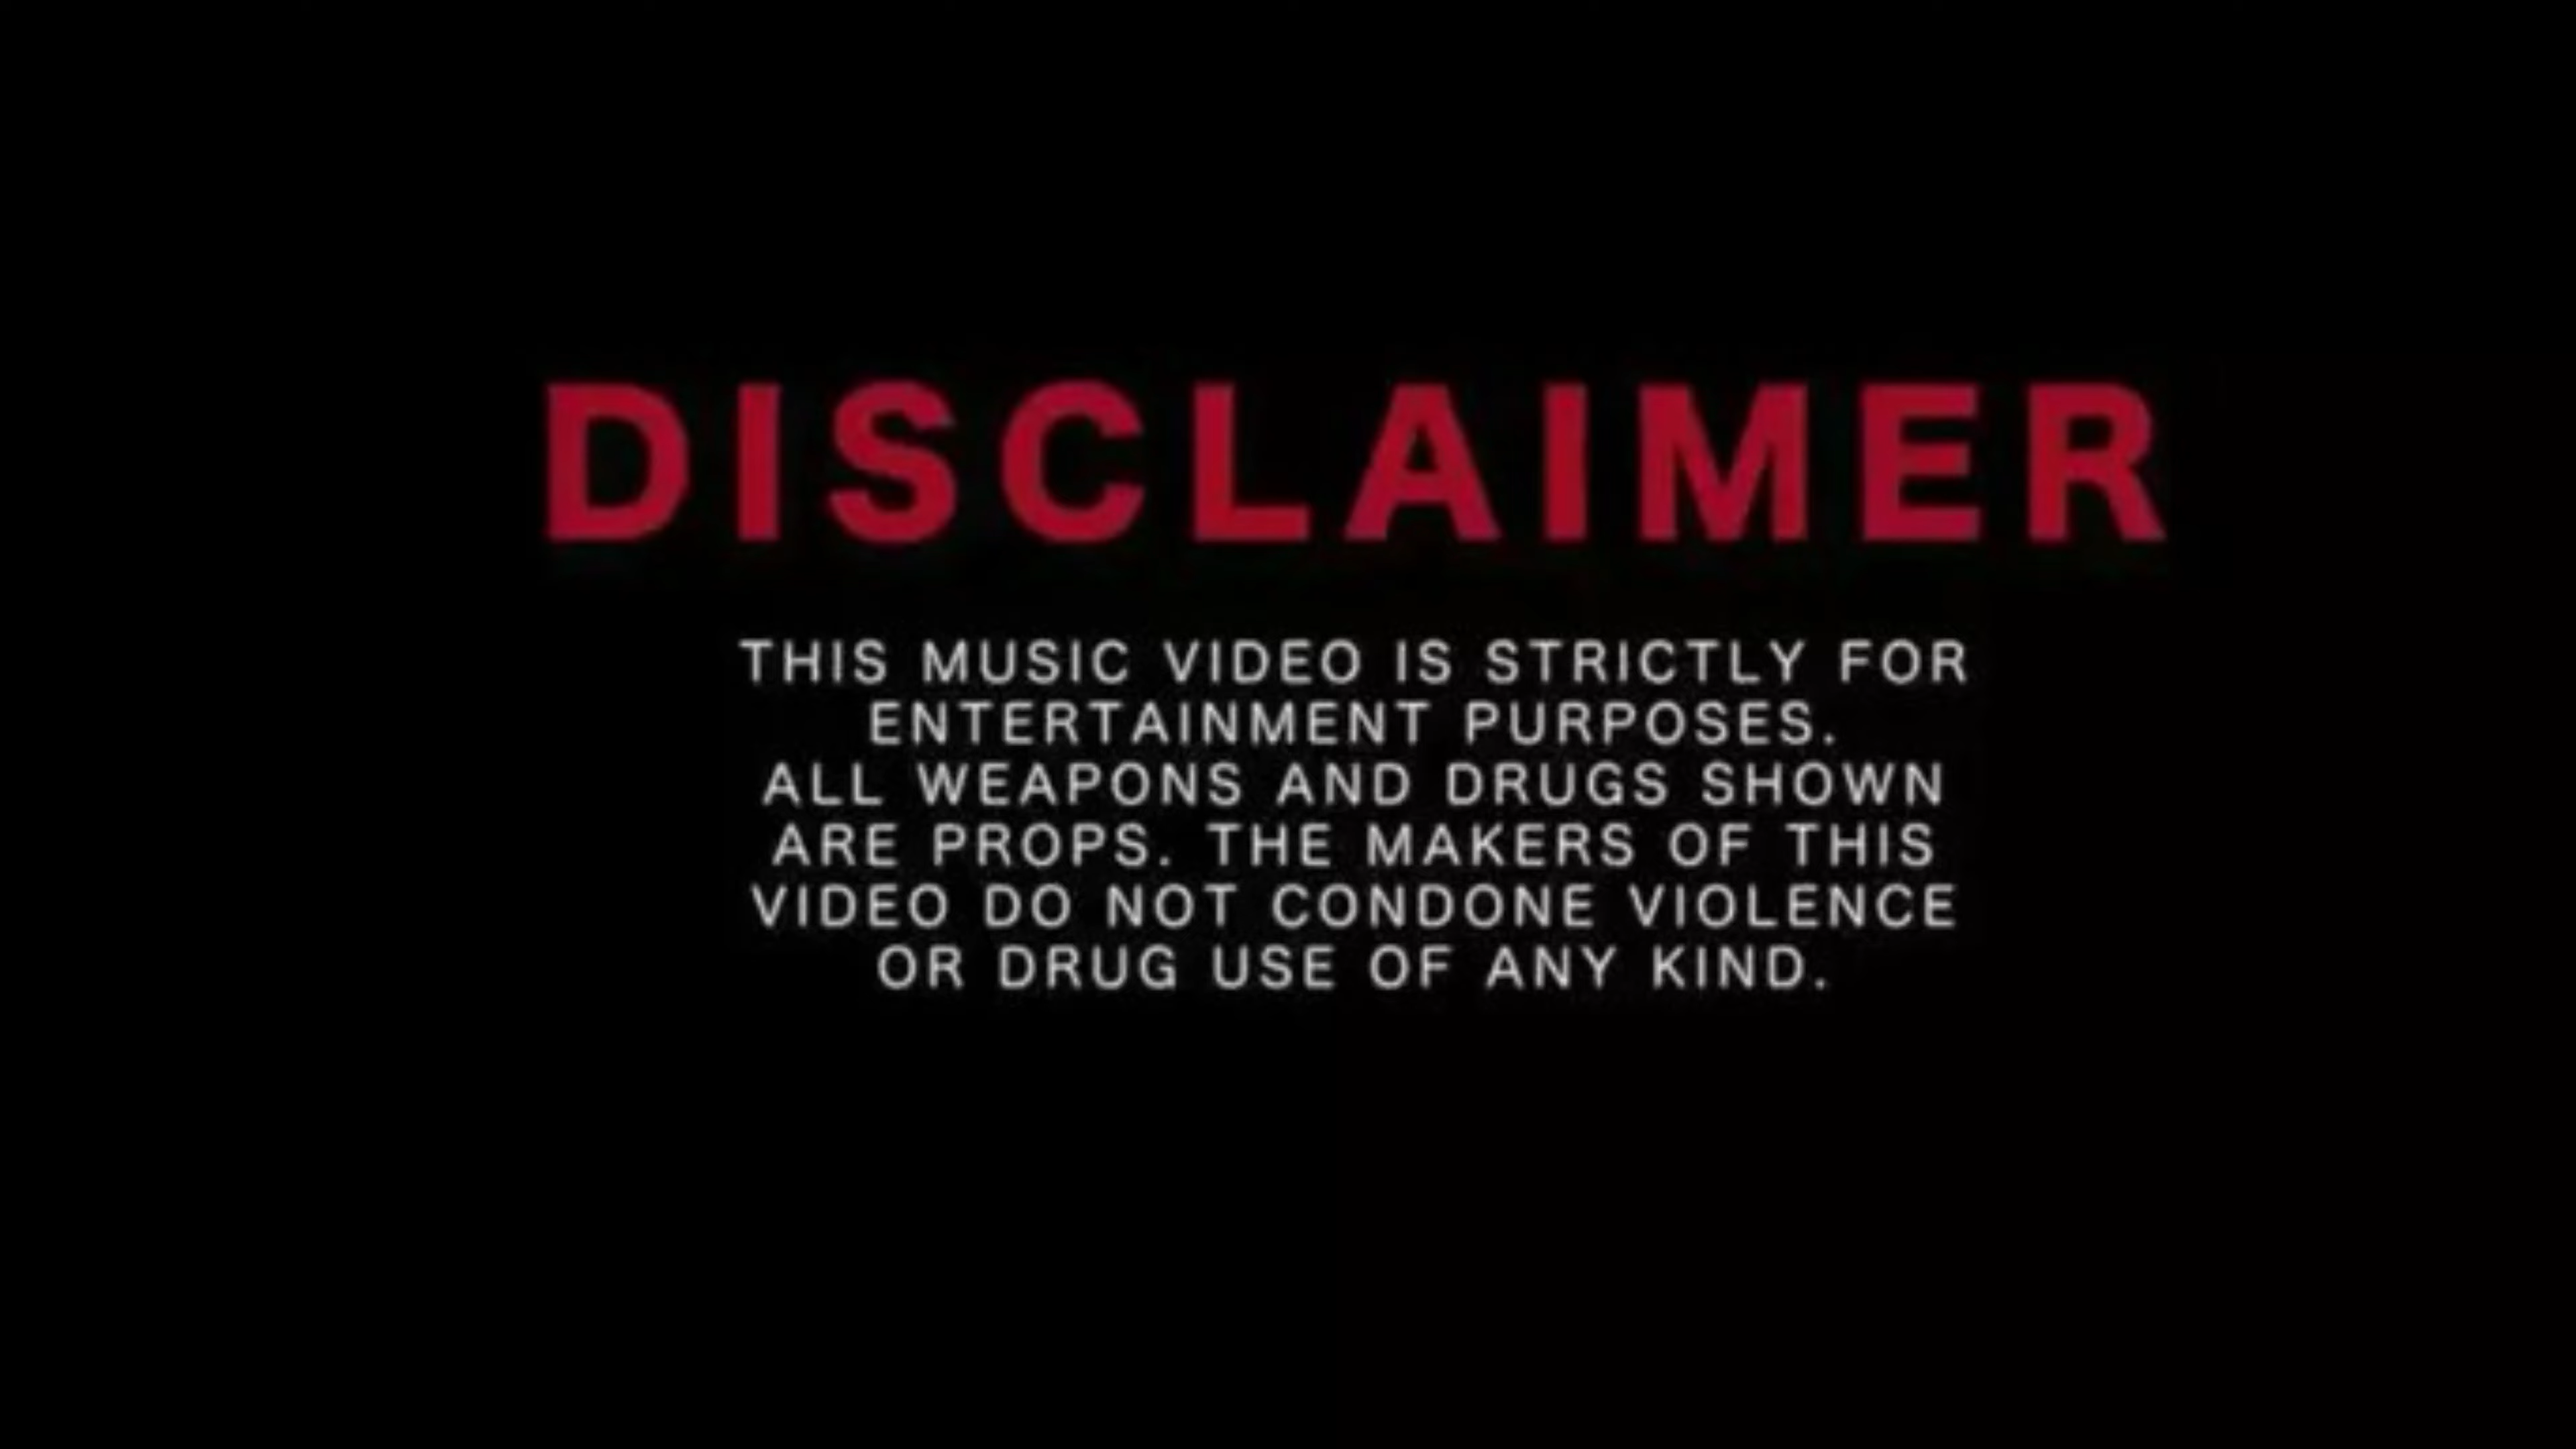 DISCLAIMER
THIS MUSIC VIDEO IS STRICTLY FOR
ENTERTAINMENT PURPOSES.
ALL WEAPONS AND DRUGS SHOWN
ARE PROPS. THE MAKERS OF THIS
VIDEO DO NOT CONDONE VIOLENCE
OR DRUG USE OF ANY KIND.